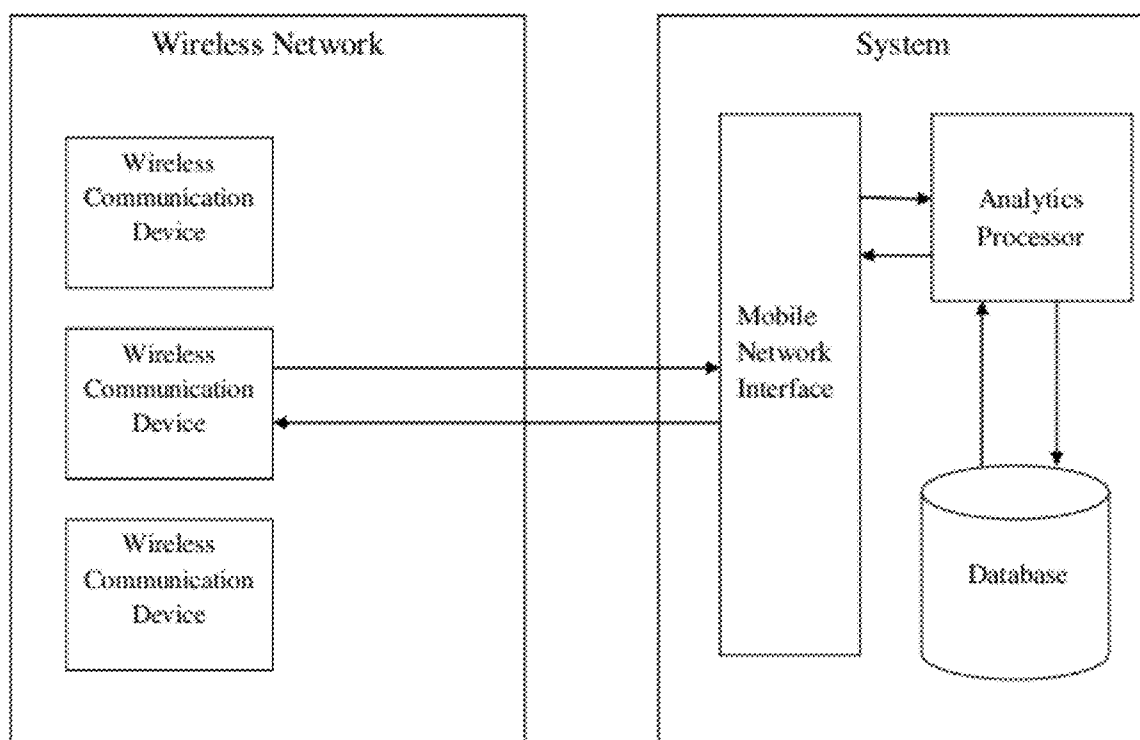 Wireless Network
Wireless
Communication
Device
Wireless
Communication
Device
Wireless
Communication
Device
System
Mobile
Network
Interface
Analytics
Processor
Database